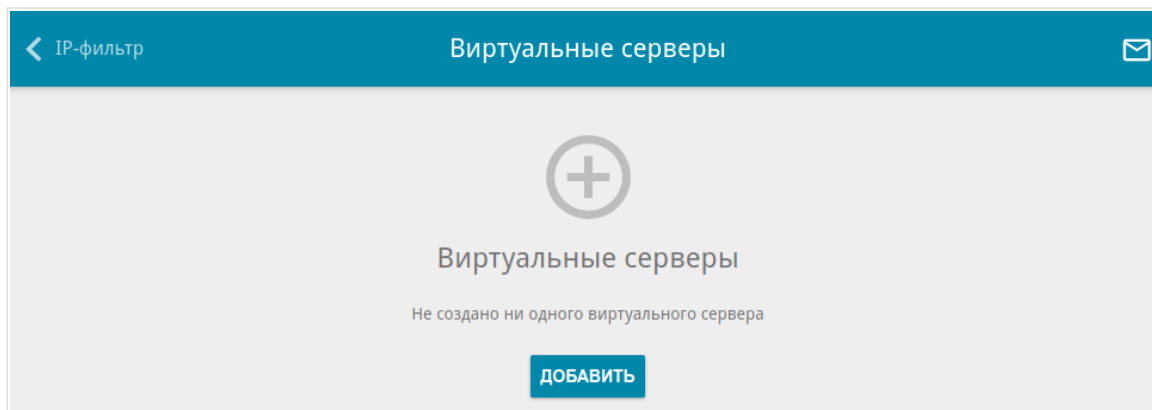 IP-фильтр
Виртуальные серверы
Виртуальные серверы
Не создано ни одного виртуального сервера
ДОБАВИТЬ